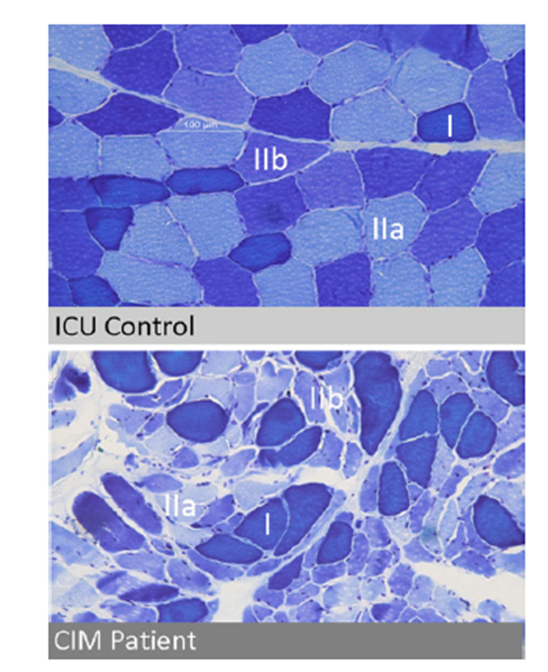 100 µm
I
IIb
IIa
ICU Control
IIb
IIa
I
CIM Patient